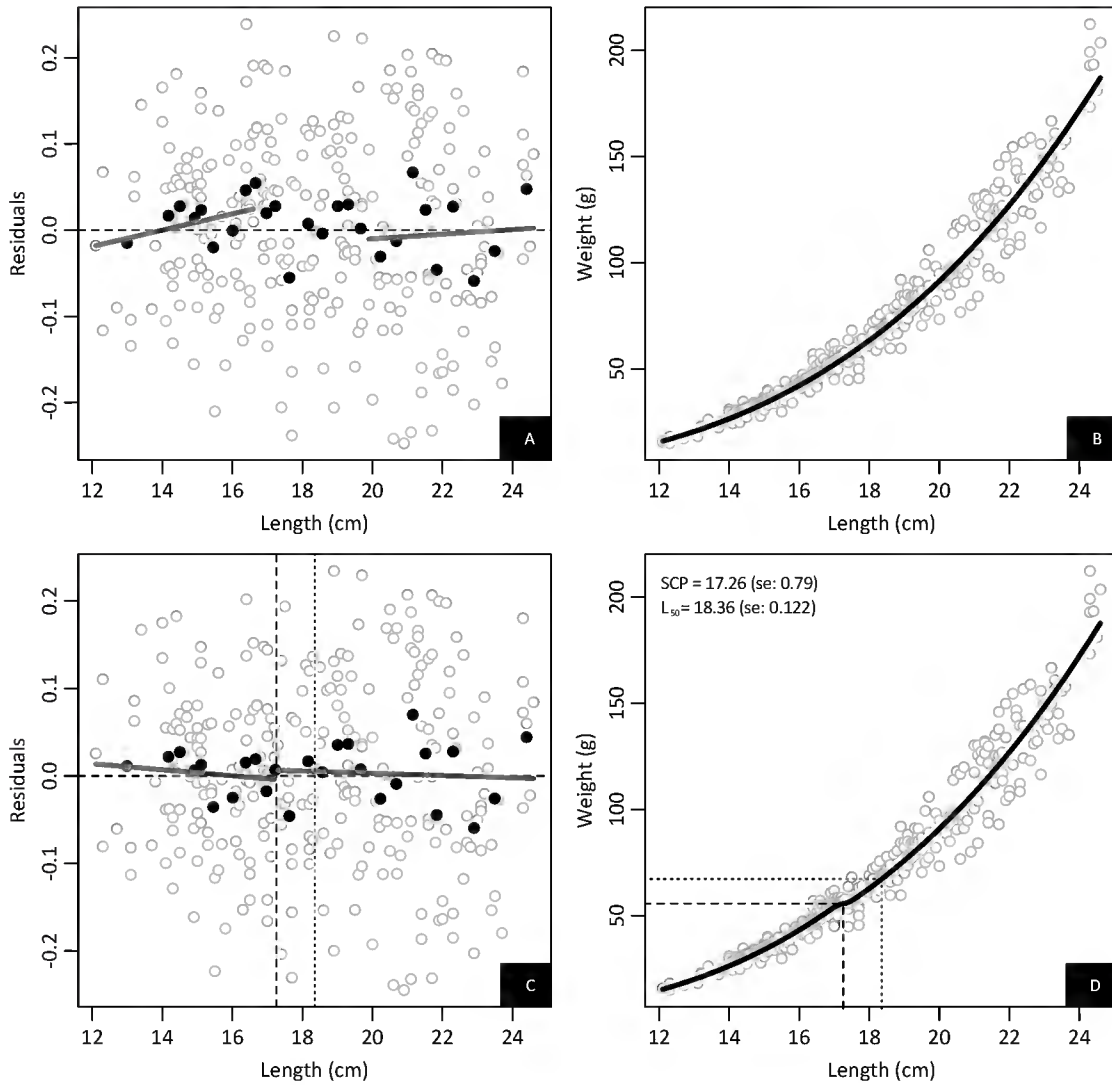 Residuals
0.2
0.1
0.0
-0.1
-0.2
12 14 16 18 20 22 24
Length (cm)
A
Weight (g)
200
150
100
50
12 14 16 18 20 22 24
Length (cm)
B
Residuals
0.2
0.1
0.0
-0.1
-0.2
12 14 16 18 20 22 24
Length (cm)
C
Weight (g)
200
150
100
50
SCP = 17.26 (se: 0.79)
L50 = 18.36 (se: 0.122)
12 14 16 18 20 22 24
Length (cm)
D